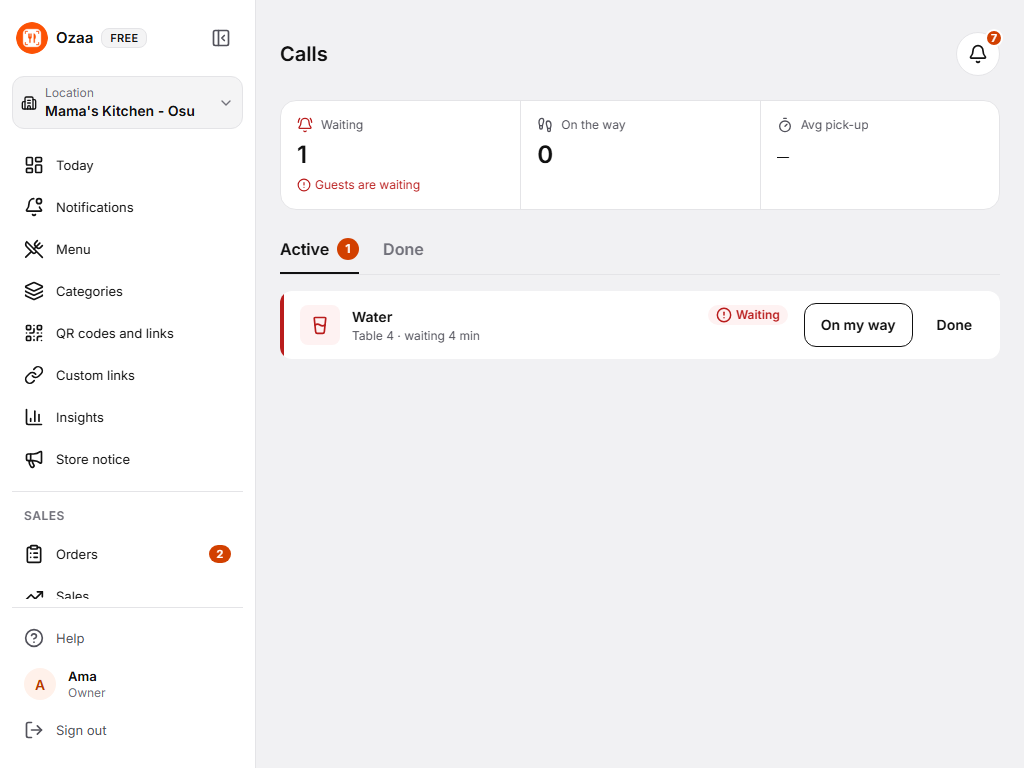 Ozaa FREE
Location
Mama's Kitchen - Osu
Today
Notifications
Menu
Categories
QR codes and links
Custom links
Insights
Store notice
SALES
Orders 2
Sales
Help
A
Ama
Owner
Sign out
Calls
7
Waiting
1
Guests are waiting
On the way
0
Avg pick-up
–
Active 1 Done
Water
Table 4 · waiting 4 min
Waiting
On my way
Done